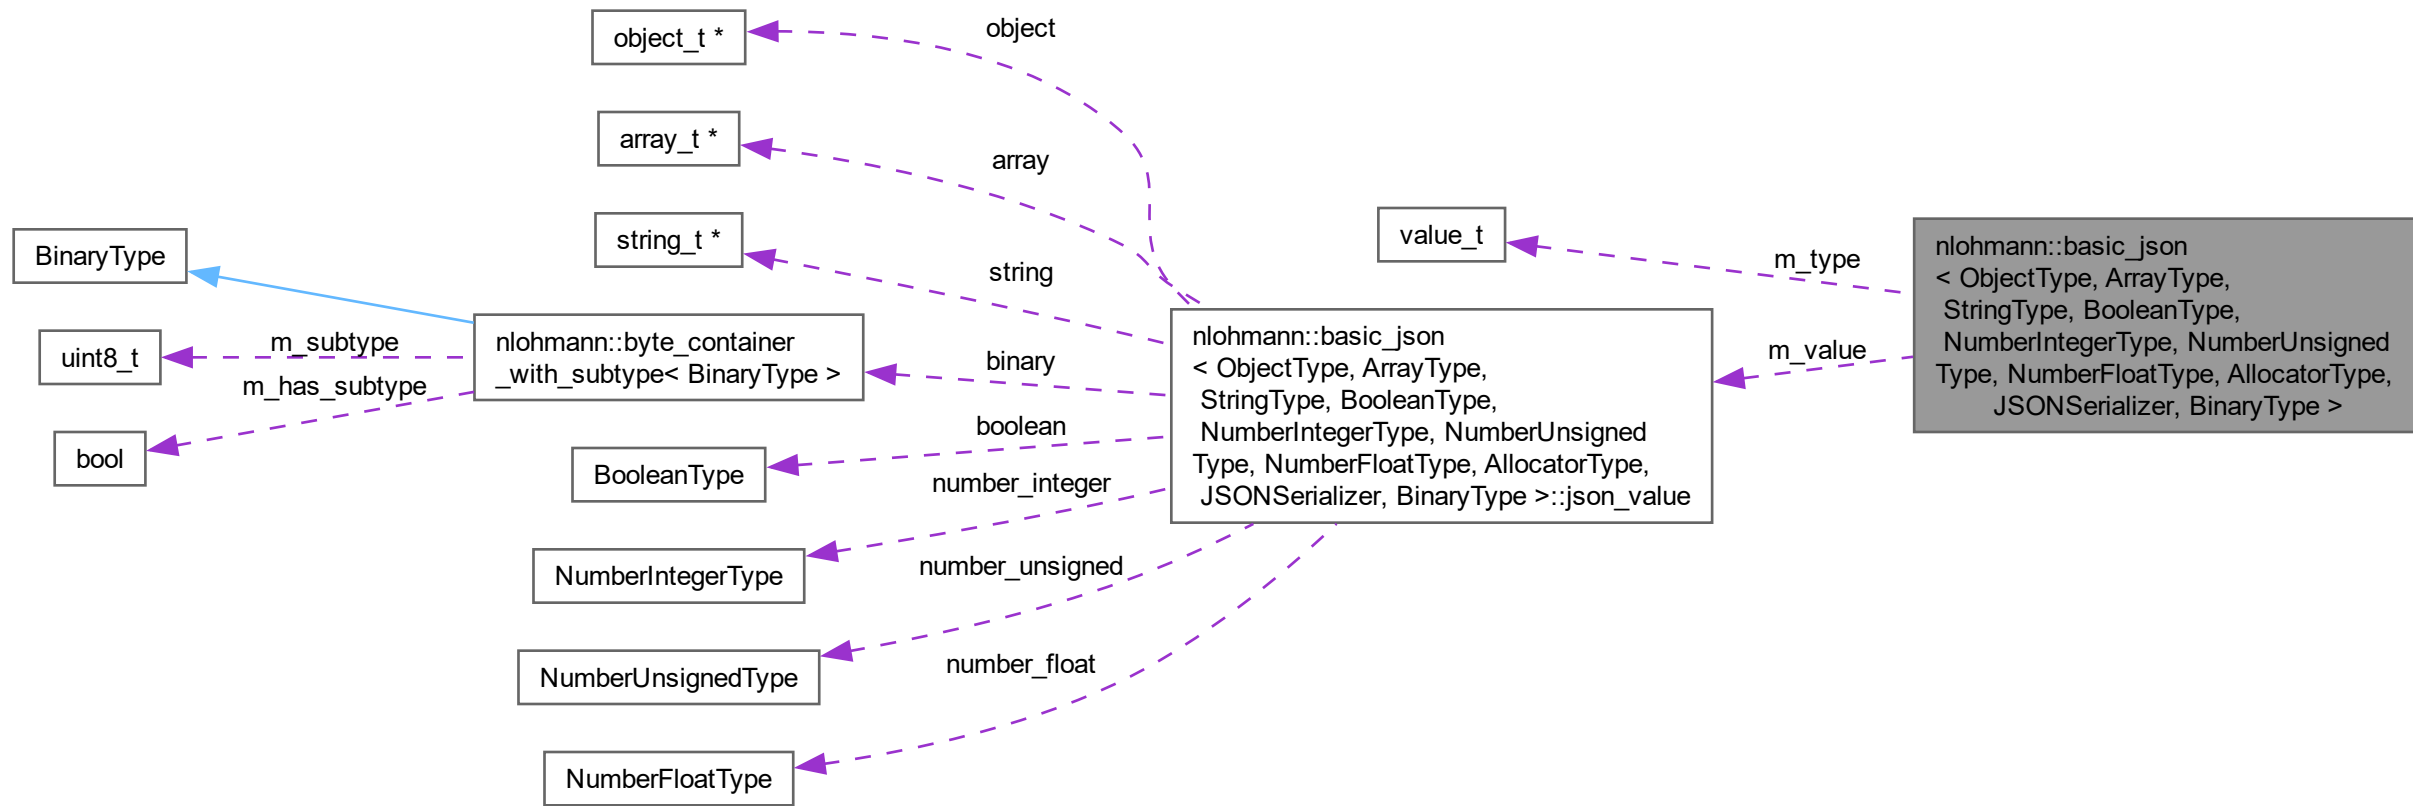 object_t *
object
array_t *
array
string_t *
string
BinaryType
uint8_t
m_subtype
bool
m_has_subtype
nlohmann::byte_container
_with_subtype< BinaryType >
binary
BooleanType
boolean
NumberIntegerType
number_integer
NumberUnsignedType
number_unsigned
NumberFloatType
number_float
nlohmann::basic_json
< ObjectType, ArrayType,
StringType, BooleanType,
NumberIntegerType, NumberUnsigned
Type, NumberFloatType, AllocatorType,
JSONSerializer, BinaryType >::json_value
value_t
m_type
m_value
nlohmann::basic_json
< ObjectType, ArrayType,
StringType, BooleanType,
NumberIntegerType, NumberUnsigned
Type, NumberFloatType, AllocatorType,
JSONSerializer, BinaryType >